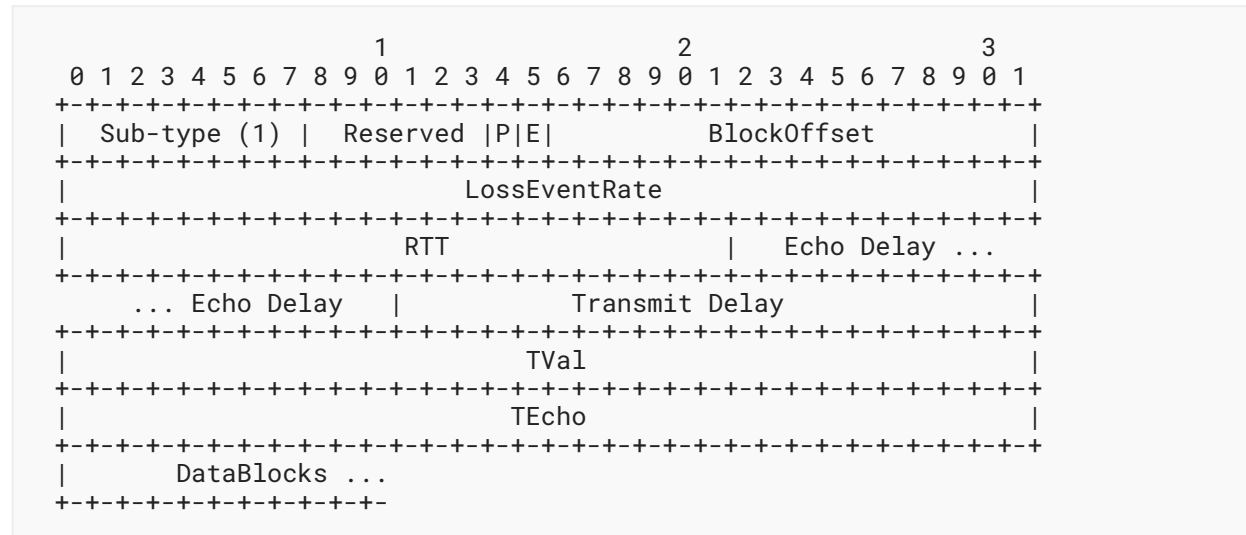 1                   2                   3
 0 1 2 3 4 5 6 7 8 9 0 1 2 3 4 5 6 7 8 9 0 1 2 3 4 5 6 7 8 9 0 1
+-+-+-+-+-+-+-+-+-+-+-+-+-+-+-+-+-+-+-+-+-+-+-+-+-+-+-+-+-+-+-+-+
|  Sub-type (1) |  Reserved |P|E|          BlockOffset          |
+-+-+-+-+-+-+-+-+-+-+-+-+-+-+-+-+-+-+-+-+-+-+-+-+-+-+-+-+-+-+-+-+
|                          LossEventRate                        |
+-+-+-+-+-+-+-+-+-+-+-+-+-+-+-+-+-+-+-+-+-+-+-+-+-+-+-+-+-+-+-+-+
|                      RTT                  |   Echo Delay ...
+-+-+-+-+-+-+-+-+-+-+-+-+-+-+-+-+-+-+-+-+-+-+-+-+-+-+-+-+-+-+-+-+
     ... Echo Delay   |           Transmit Delay                |
+-+-+-+-+-+-+-+-+-+-+-+-+-+-+-+-+-+-+-+-+-+-+-+-+-+-+-+-+-+-+-+-+
|                              TVal                             |
+-+-+-+-+-+-+-+-+-+-+-+-+-+-+-+-+-+-+-+-+-+-+-+-+-+-+-+-+-+-+-+-+
|                             TEcho                             |
+-+-+-+-+-+-+-+-+-+-+-+-+-+-+-+-+-+-+-+-+-+-+-+-+-+-+-+-+-+-+-+-+
|       DataBlocks ...
+-+-+-+-+-+-+-+-+-+-+-